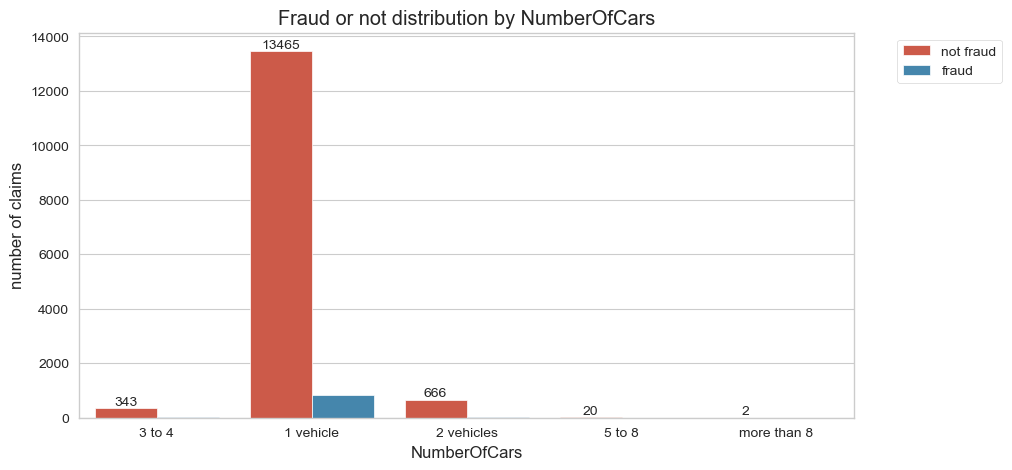 Fraud or not distribution by NumberOfCars
14000
12000
10000
8000
6000
4000
2000
0
number of claims
343
13465
666
20
2
3 to 4
1 vehicle
2 vehicles
5 to 8
more than 8
NumberOfCars
not fraud
fraud